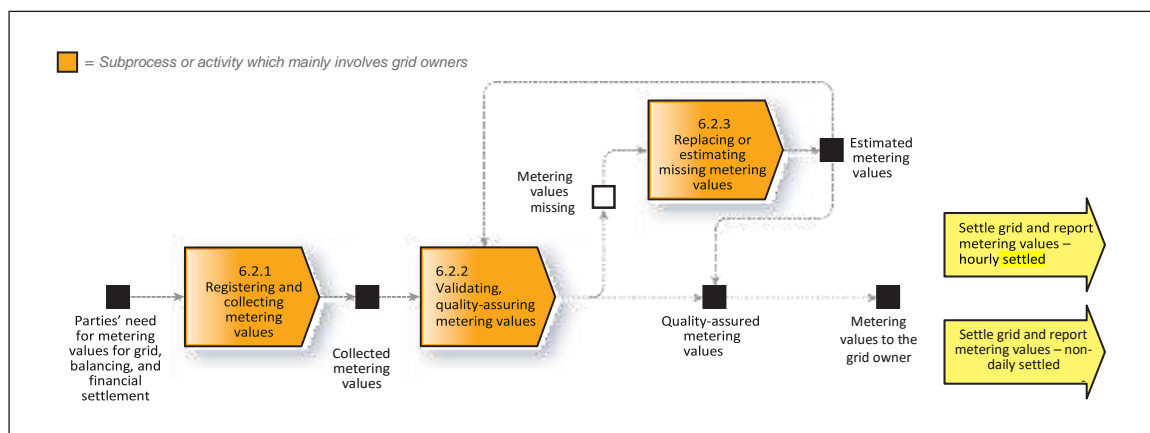 = Subprocess or activity which mainly involves grid owners
6.2.3
Replacing or
estimating
missing metering
values
Estimated
metering
values
Metering
values
missing
Settle grid and report
metering values –
hourly settled
6.2.1
Registering and
collecting
metering
values
6.2.2
Validating,
quality-assuring
metering values
Parties' need
for metering
values for grid,
balancing, and
financial
settlement
Collected
metering
values
Quality-assured
metering
values
Metering
values to the
grid owner
Settle grid and report
metering values – non-
daily settled
-